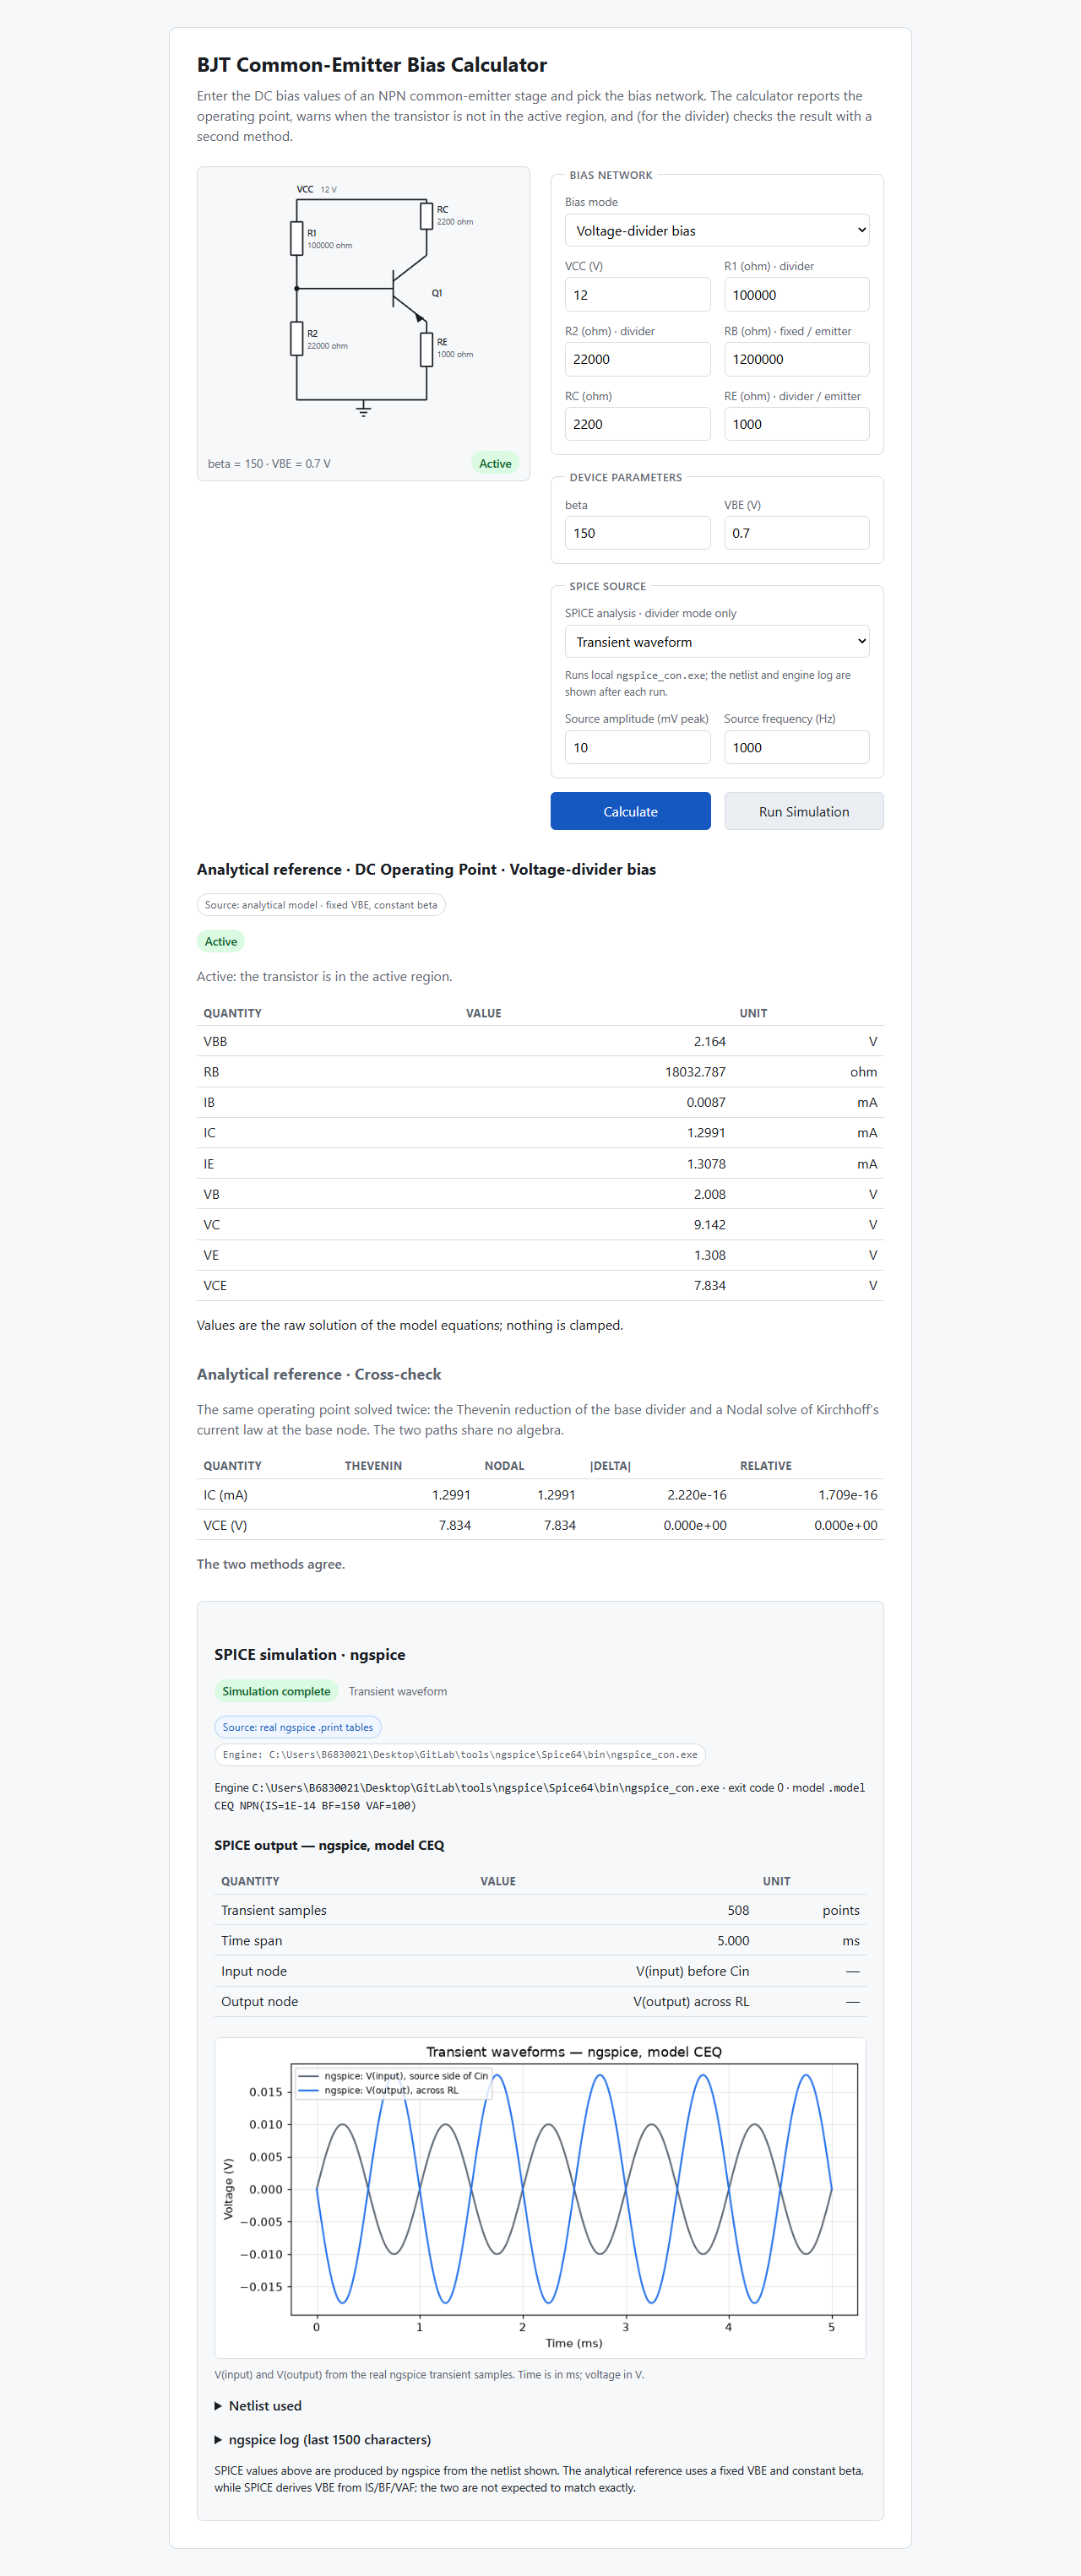 BJT Common-Emitter Bias Calculator
Enter the DC bias values of an NPN common-emitter stage and pick the bias network. The calculator reports the
operating point, warns when the transistor is not in the active region, and (for the divider) checks the result with a
second method.
VCC 12 V
RC
2200 ohm
R1
100000 ohm
Q1
R2
22000 ohm
RE
1000 ohm
beta = 150 · VBE = 0.7 V
Active
BIAS NETWORK
Bias mode
Voltage-divider bias
VCC (V)
R1 (ohm) · divider
12
100000
R2 (ohm) · divider
RB (ohm) · fixed / emitter
22000
1200000
RC (ohm)
RE (ohm) · divider / emitter
2200
1000
DEVICE PARAMETERS
beta
VBE (V)
150
0.7
SPICE SOURCE
SPICE analysis · divider mode only
Transient waveform
Runs local ngspice_con.exe; the netlist and engine log are
shown after each run.
Source amplitude (mV peak)
Source frequency (Hz)
10
1000
Calculate
Run Simulation
Analytical reference · DC Operating Point · Voltage-divider bias
Source: analytical model · fixed VBE, constant beta
Active
Active: the transistor is in the active region.
QUANTITY VALUE UNIT
VBB 2.164 V
RB 18032.787 ohm
IB 0.0087 mA
IC 1.2991 mA
IE 1.3078 mA
VB 2.008 V
VC 9.142 V
VE 1.308 V
VCE 7.834 V
Values are the raw solution of the model equations; nothing is clamped.
Analytical reference · Cross-check
The same operating point solved twice: the Thevenin reduction of the base divider and a Nodal solve of Kirchhoff's
current law at the base node. The two paths share no algebra.
QUANTITY THEVENIN NODAL |DELTA| RELATIVE
IC (mA) 1.2991 1.2991 2.220e-16 1.709e-16
VCE (V) 7.834 7.834 0.000e+00 0.000e+00
The two methods agree.
SPICE simulation · ngspice
Simulation complete Transient waveform
Source: real ngspice .print tables
Engine: C:\Users\B6830021\Desktop\GitLab\tools\ngspice\Spice64\bin\ngspice_con.exe
Engine C:\Users\B6830021\Desktop\GitLab\tools\ngspice\Spice64\bin\ngspice_con.exe · exit code 0 · model .model
CEQ NPN(IS=1E-14 BF=150 VAF=100)
SPICE output — ngspice, model CEQ
QUANTITY VALUE UNIT
Transient samples 508 points
Time span 5.000 ms
Input node V(input) before Cin —
Output node V(output) across RL —
Transient waveforms — ngspice, model CEQ
ngspice: V(input), source side of Cin
ngspice: V(output), across RL
Voltage (V)
0.015
0.010
0.005
0.000
−0.005
−0.010
−0.015
0 1 2 3 4 5
Time (ms)
V(input) and V(output) from the real ngspice transient samples. Time is in ms; voltage in V.
▶ Netlist used
▶ ngspice log (last 1500 characters)
SPICE values above are produced by ngspice from the netlist shown. The analytical reference uses a fixed VBE and constant beta,
while SPICE derives VBE from IS/BF/VAF; the two are not expected to match exactly.